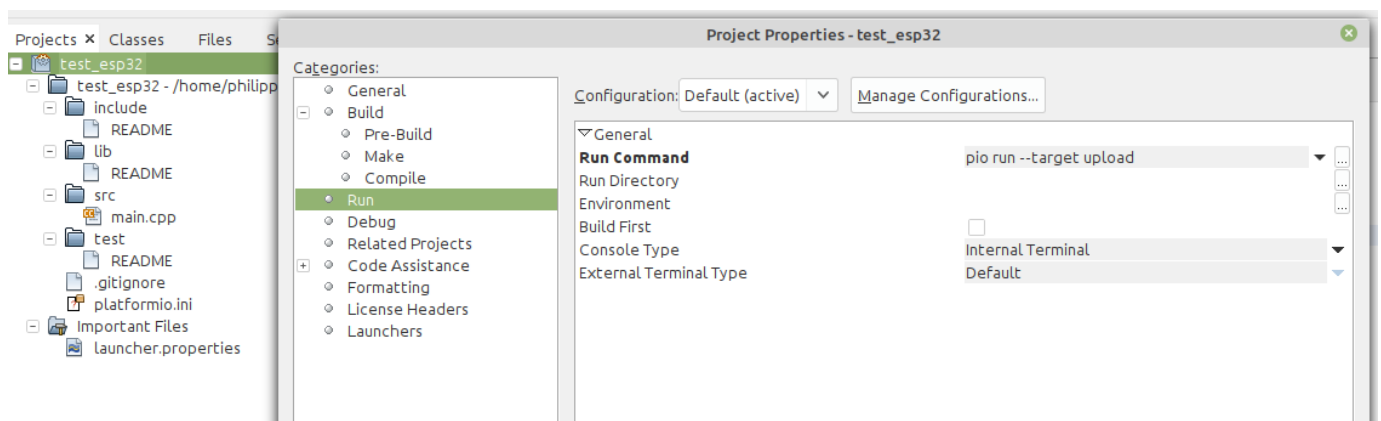 Projects × Classes Files
test_esp32
test_esp32 - /home/philipp
include
README
lib
README
src
main.cpp
test
README
.gitignore
platformio.ini
Important Files
launcher.properties
Project Properties - test_esp32
Categories:
General
Build
Pre-Build
Make
Compile
Run
Debug
Related Projects
Code Assistance
Formatting
License Headers
Launchers
Configuration: Default (active) Manage Configurations...
General
Run Command pio run --target upload ...
Run Directory ...
Environment ...
Build First
Console Type Internal Terminal
External Terminal Type Default